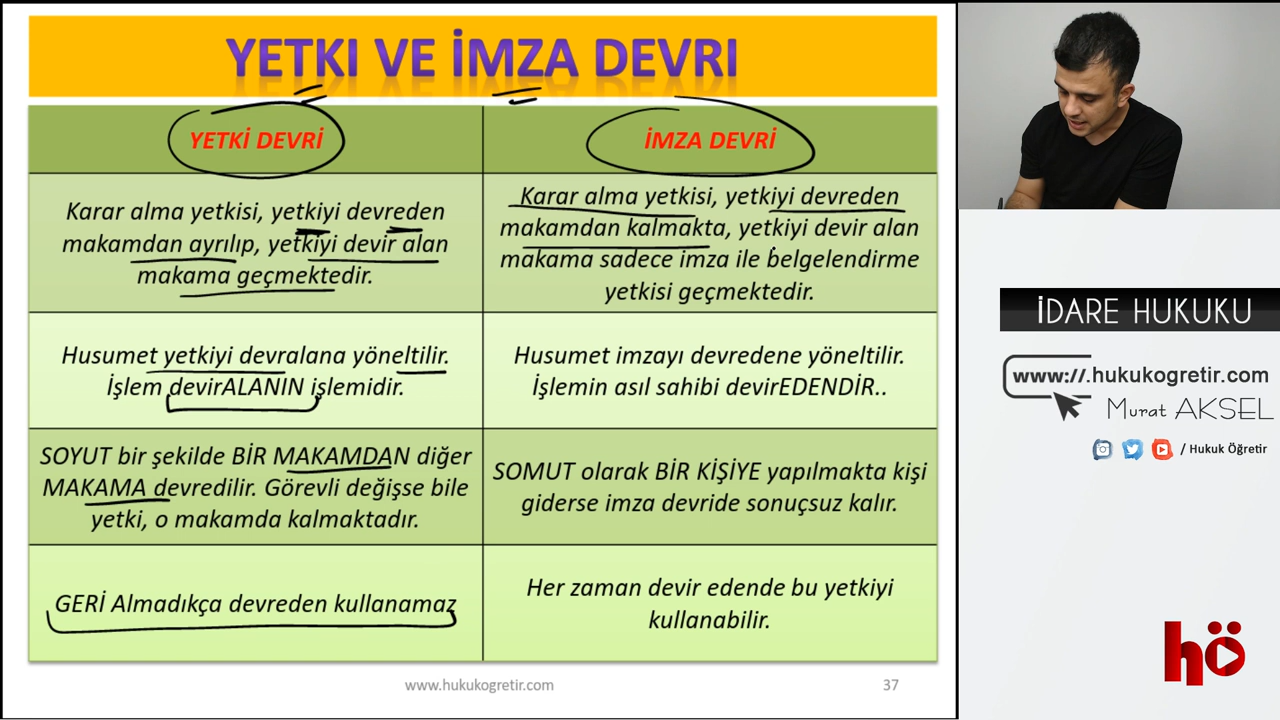 YETKI VE İMZA DEVRI
YETKİ DEVRİ
İMZA DEVRİ
Karar alma yetkisi, yetkiyi devreden
makamdan ayrılıp, yetkiyi devir alan
makama geçmektedir.
Karar alma yetkisi, yetkiyi devreden
makamdan kalmakta, yetkiyi devir alan
makama sadece imza ile belgelendirme
yetkisi geçmektedir.
Husumet yetkiyi devralana yöneltilir.
İşlem devirALANIN işlemidir.
Husumet imzayı devredene yöneltilir.
İşlemin asıl sahibi devirEDENDİR..
SOYUT bir şekilde BİR MAKAMDAN diğer
MAKAMA devredilir. Görevli değişse bile
yetki, o makamda kalmaktadır.
SOMUT olarak BİR KİŞİYE yapılmakta kişi
giderse imza devride sonuçsuz kalır.
GERİ Almadıkça devreden kullanamaz
Her zaman devir edende bu yetkiyi
kullanabilir.
www.hukukogretir.com
37
İDARE HUKUKU
www://.hukukogretir.com
Murat AKSEL
/ Hukuk Öğretir
hö